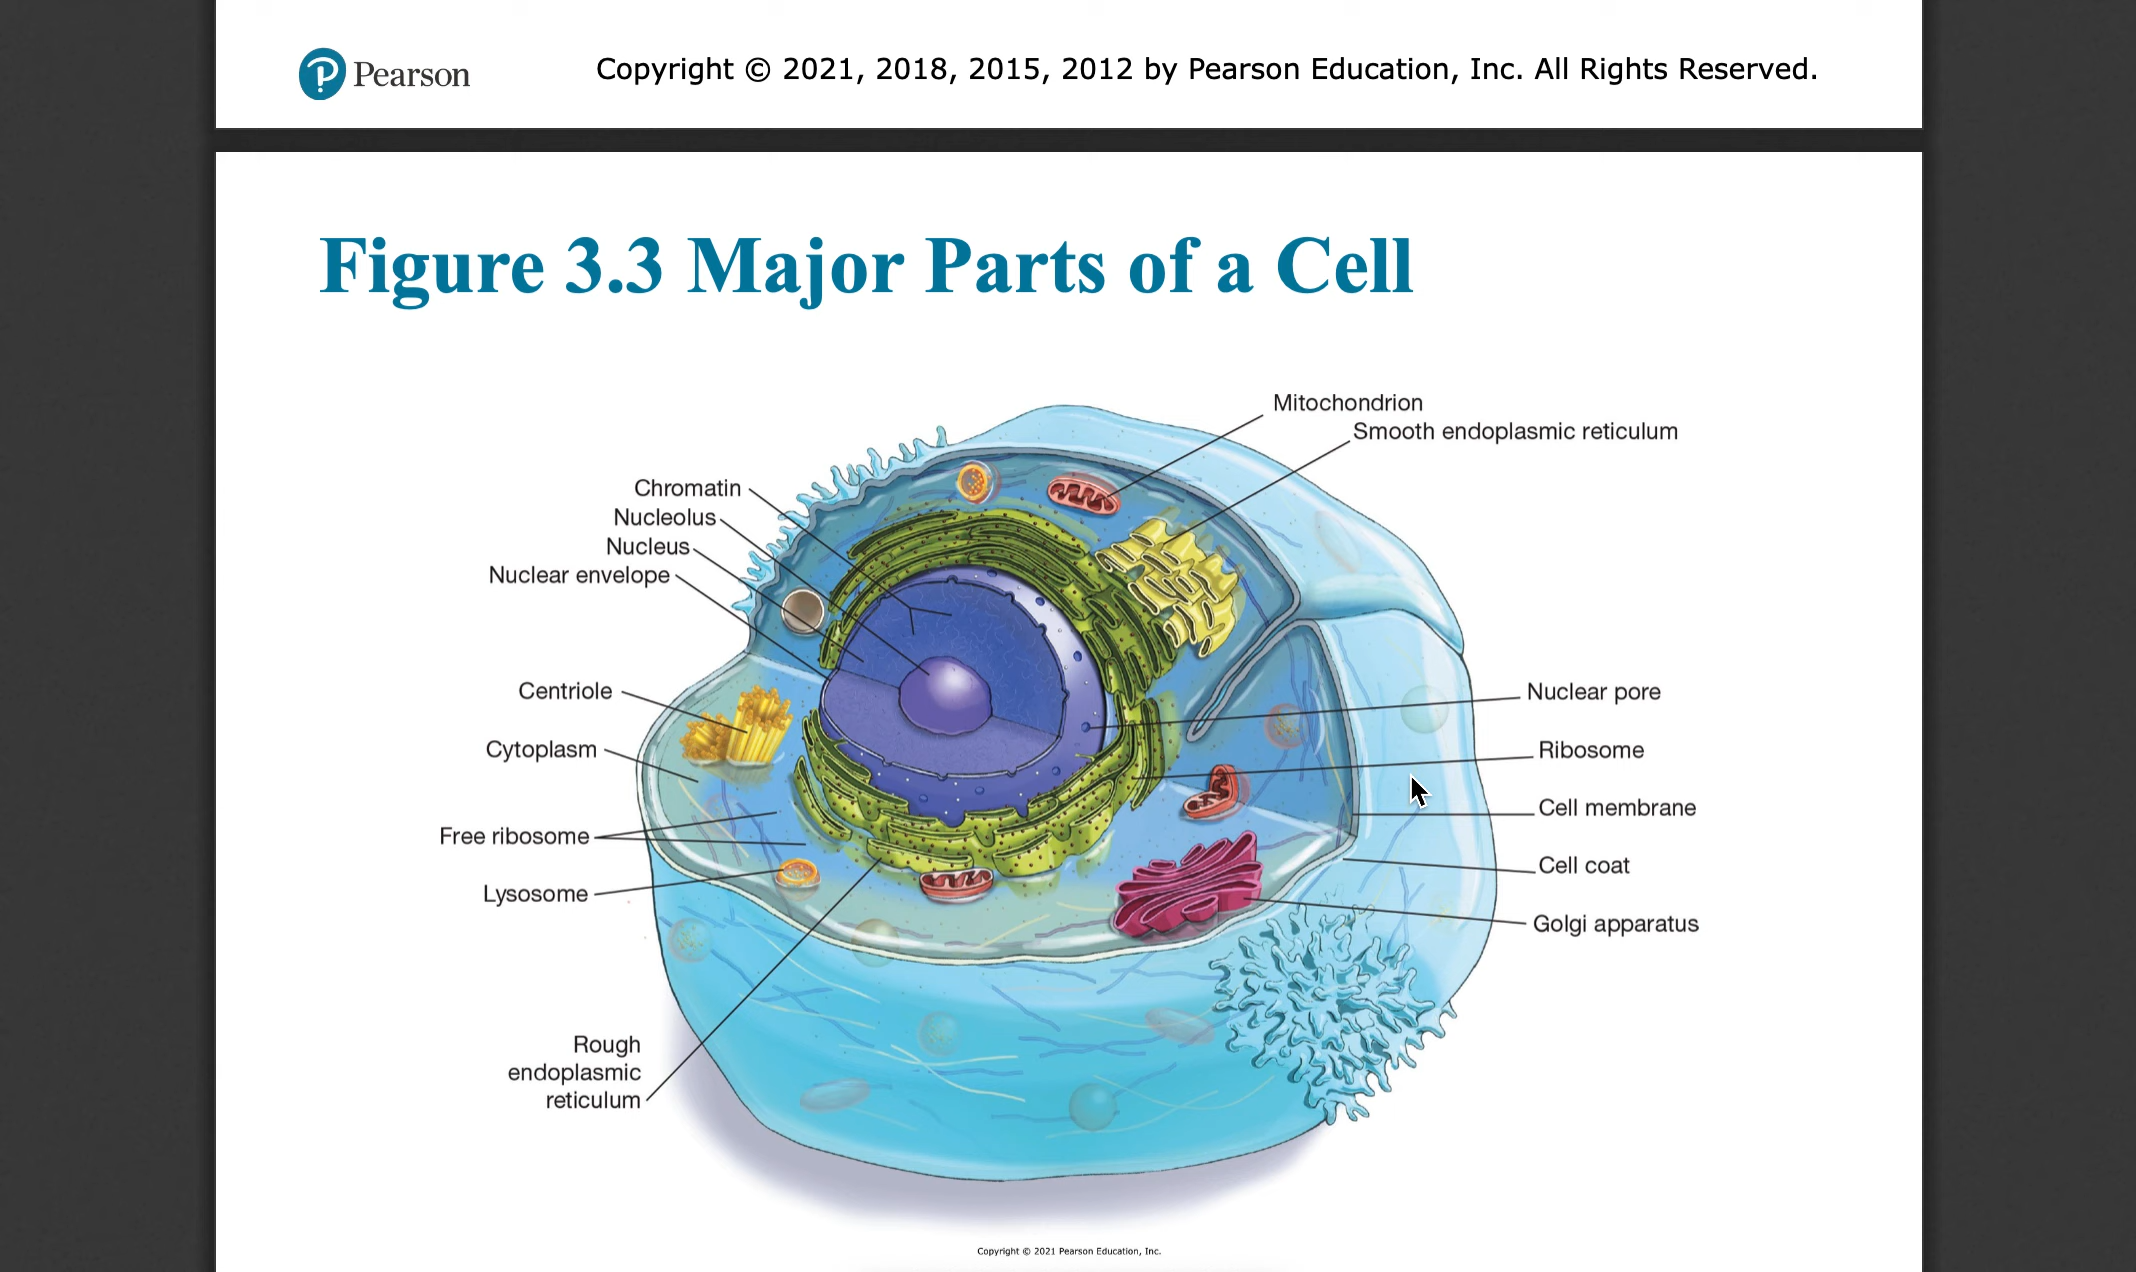 Pearson
Copyright © 2021, 2018, 2015, 2012 by Pearson Education, Inc. All Rights Reserved.
Figure 3.3 Major Parts of a Cell
Mitochondrion
Smooth endoplasmic reticulum
Chromatin
Nucleolus
Nucleus
Nuclear envelope
Centriole
Cytoplasm
Free ribosome
Lysosome
Rough
endoplasmic
reticulum
Nuclear pore
Ribosome
Cell membrane
Cell coat
Golgi apparatus
Copyright © 2021 Pearson Education, Inc.